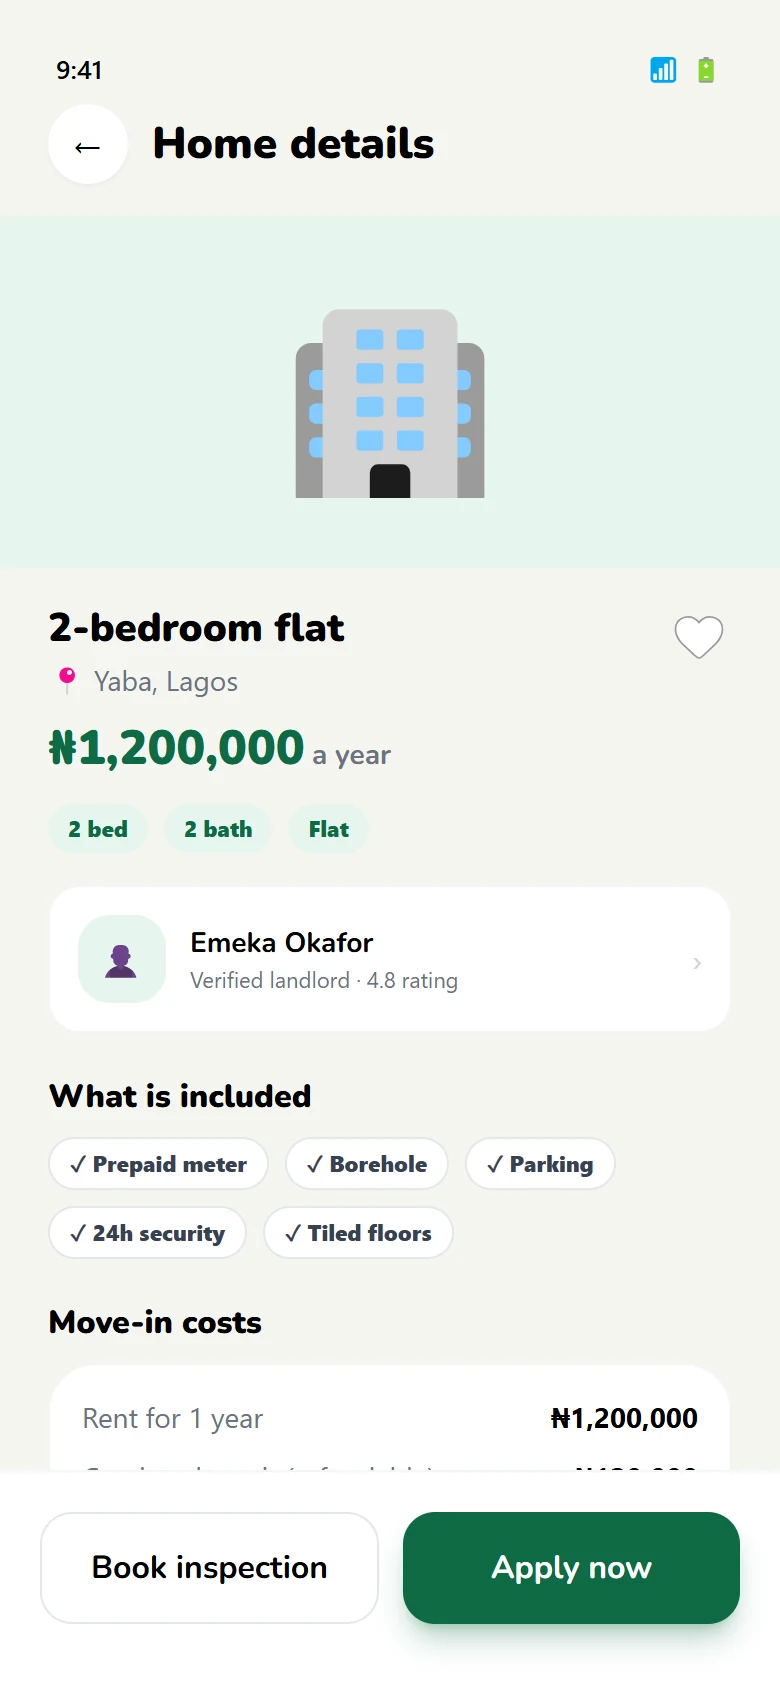 9:41
← Home details
2-bedroom flat
Yaba, Lagos
₦1,200,000 a year
2 bed 2 bath Flat
Emeka Okafor
Verified landlord · 4.8 rating ›
What is included
✓ Prepaid meter ✓ Borehole ✓ Parking
✓ 24h security ✓ Tiled floors
Move-in costs
Rent for 1 year ₦1,200,000
Book inspection Apply now